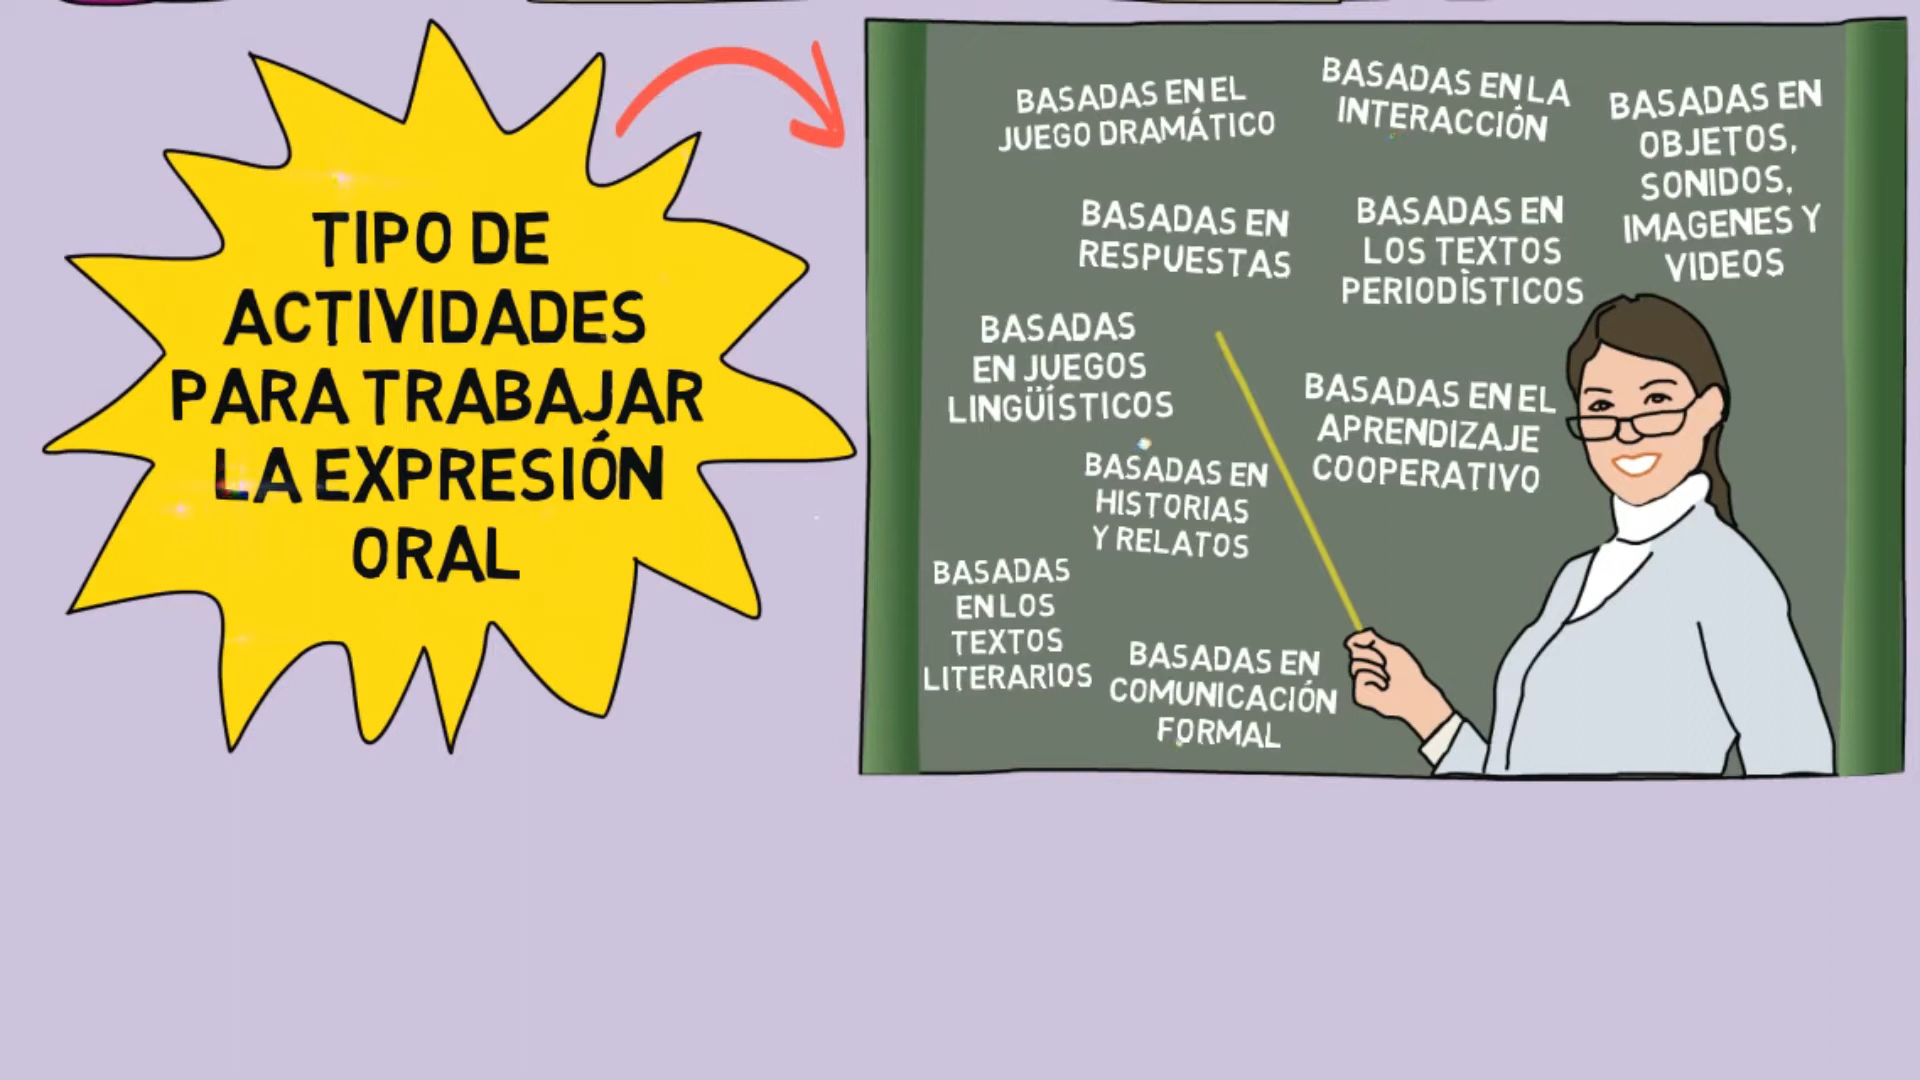 TIPO DE
ACTIVIDADES
PARA TRABAJAR
LA EXPRESIÓN
ORAL
BASADAS EN EL
JUEGO DRAMÁTICO
BASADAS EN LA
INTERACCIÓN
BASADAS EN
OBJETOS,
SONIDOS,
IMAGENES Y
VIDEOS
BASADAS EN
RESPUESTAS
BASADAS EN
LOS TEXTOS
PERIODÌSTICOS
BASADAS
EN JUEGOS
LINGÜÍSTICOS
BASADAS EN EL
APRENDIZAJE
COOPERATIVO
BASADAS EN
HISTORIAS
Y RELATOS
BASADAS
EN LOS
TEXTOS
LITERARIOS
BASADAS EN
COMUNICACIÓN
FORMAL